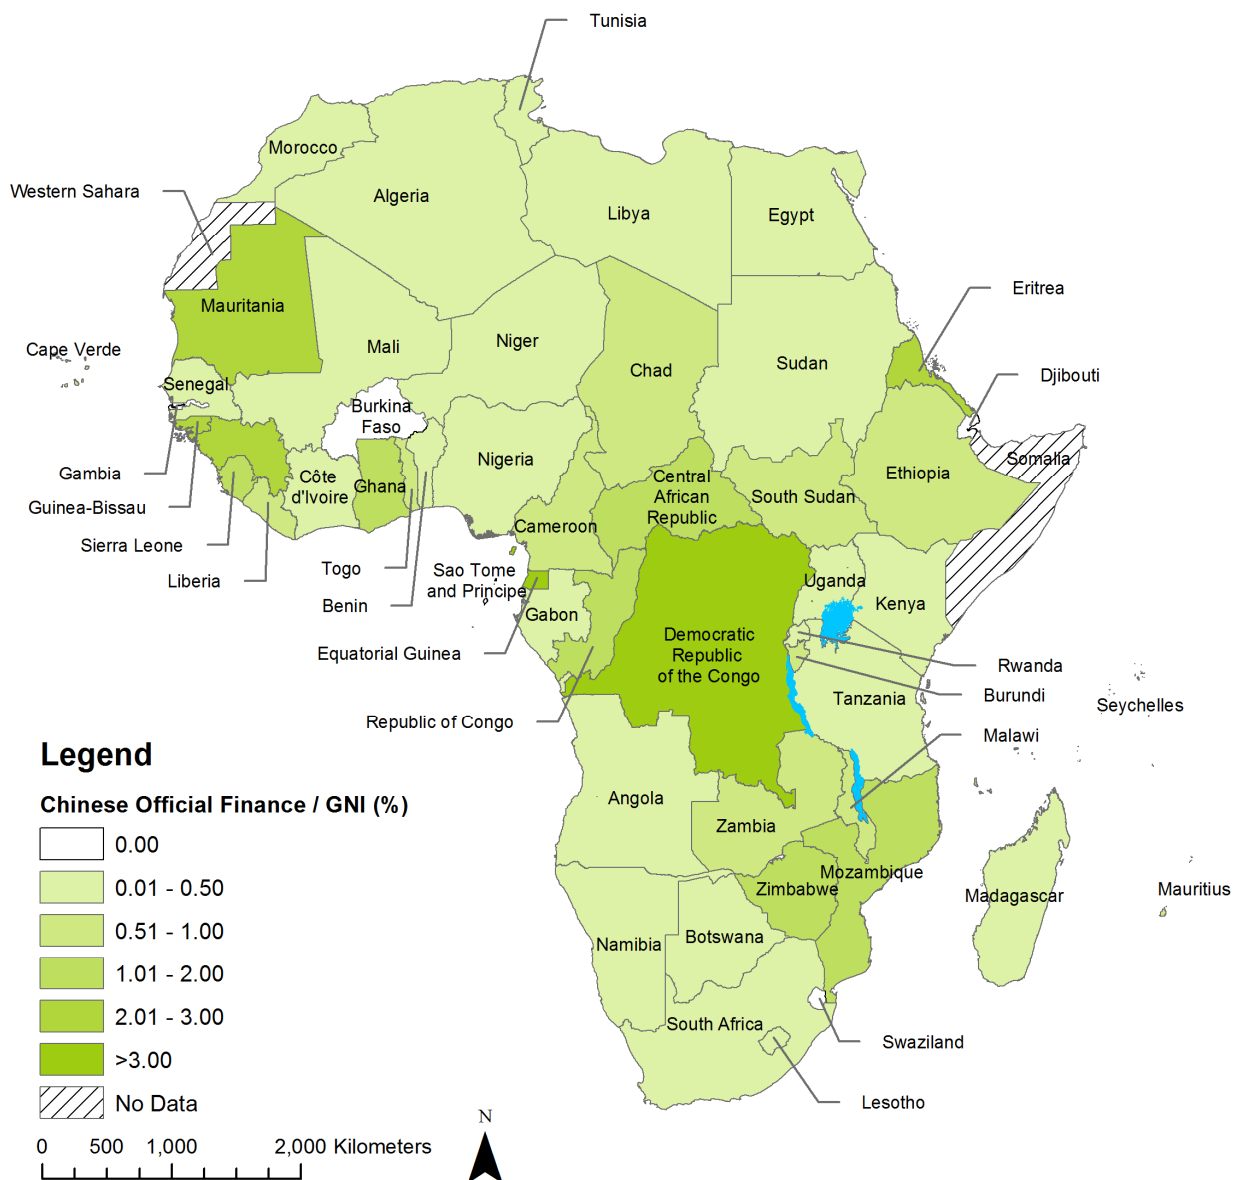 Tunisia
Morocco
Western Sahara
Algeria
Libya
Egypt
Eritrea
Mauritania
Cape Verde
Mali
Niger
Chad
Sudan
Djibouti
Senegal
Burkina
Faso
Nigeria
Somalia
Gambia
Côte
d'Ivoire
Ghana
Central
African
Republic
South Sudan
Ethiopia
Guinea-Bissau
Cameroon
Sierra Leone
Liberia
Togo
Sao Tome
and Principe
Benin
Uganda
Kenya
Gabon
Equatorial Guinea
Democratic
Republic
of the Congo
Rwanda
Burundi
Tanzania
Seychelles
Republic of Congo
Malawi
Angola
Zambia
Mozambique
Zimbabwe
Madagascar
Mauritius
Namibia
Botswana
South Africa
Swaziland
Lesotho
Legend
Chinese Official Finance / GNI (%)
0.00
0.01 - 0.50
0.51 - 1.00
1.01 - 2.00
2.01 - 3.00
>3.00
No Data
0 500 1,000 2,000 Kilometers
N